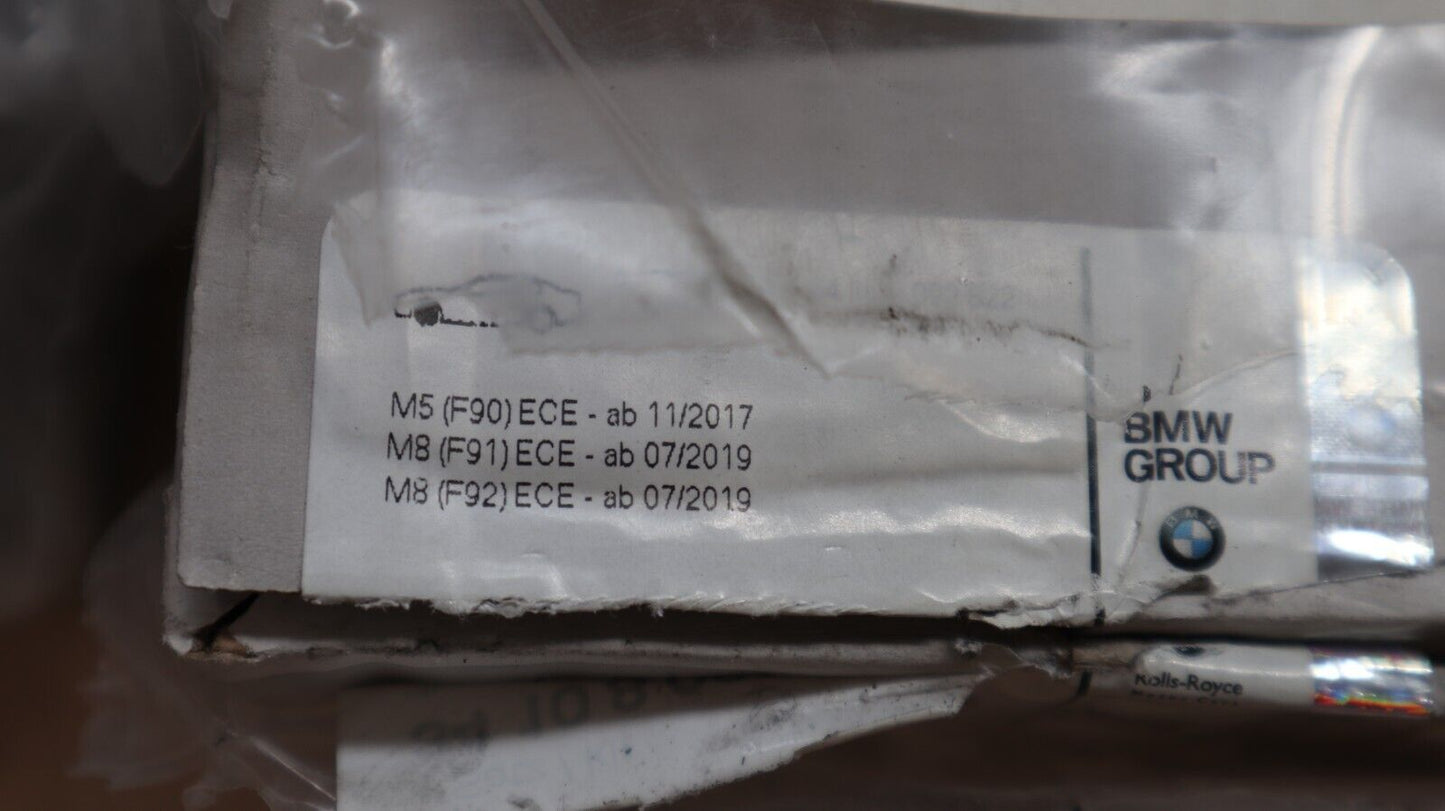 M5 (F90) ECE - ab 11/2017
M8 (F91) ECE - ab 07/2019
M8 (F92) ECE - ab 07/2019
BMW
GROUP
Rolls-Royce